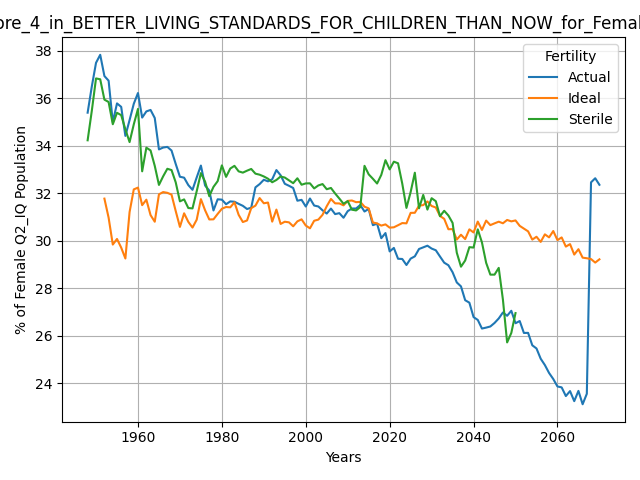 ore_4_in_BETTER_LIVING_STANDARDS_FOR_CHILDREN_THAN_NOW_for_Femal
Fertility
Actual
Ideal
Sterile
% of Female Q2_IQ Population
38
36
34
32
30
28
26
24
1960
1980
2000
2020
2040
2060
Years